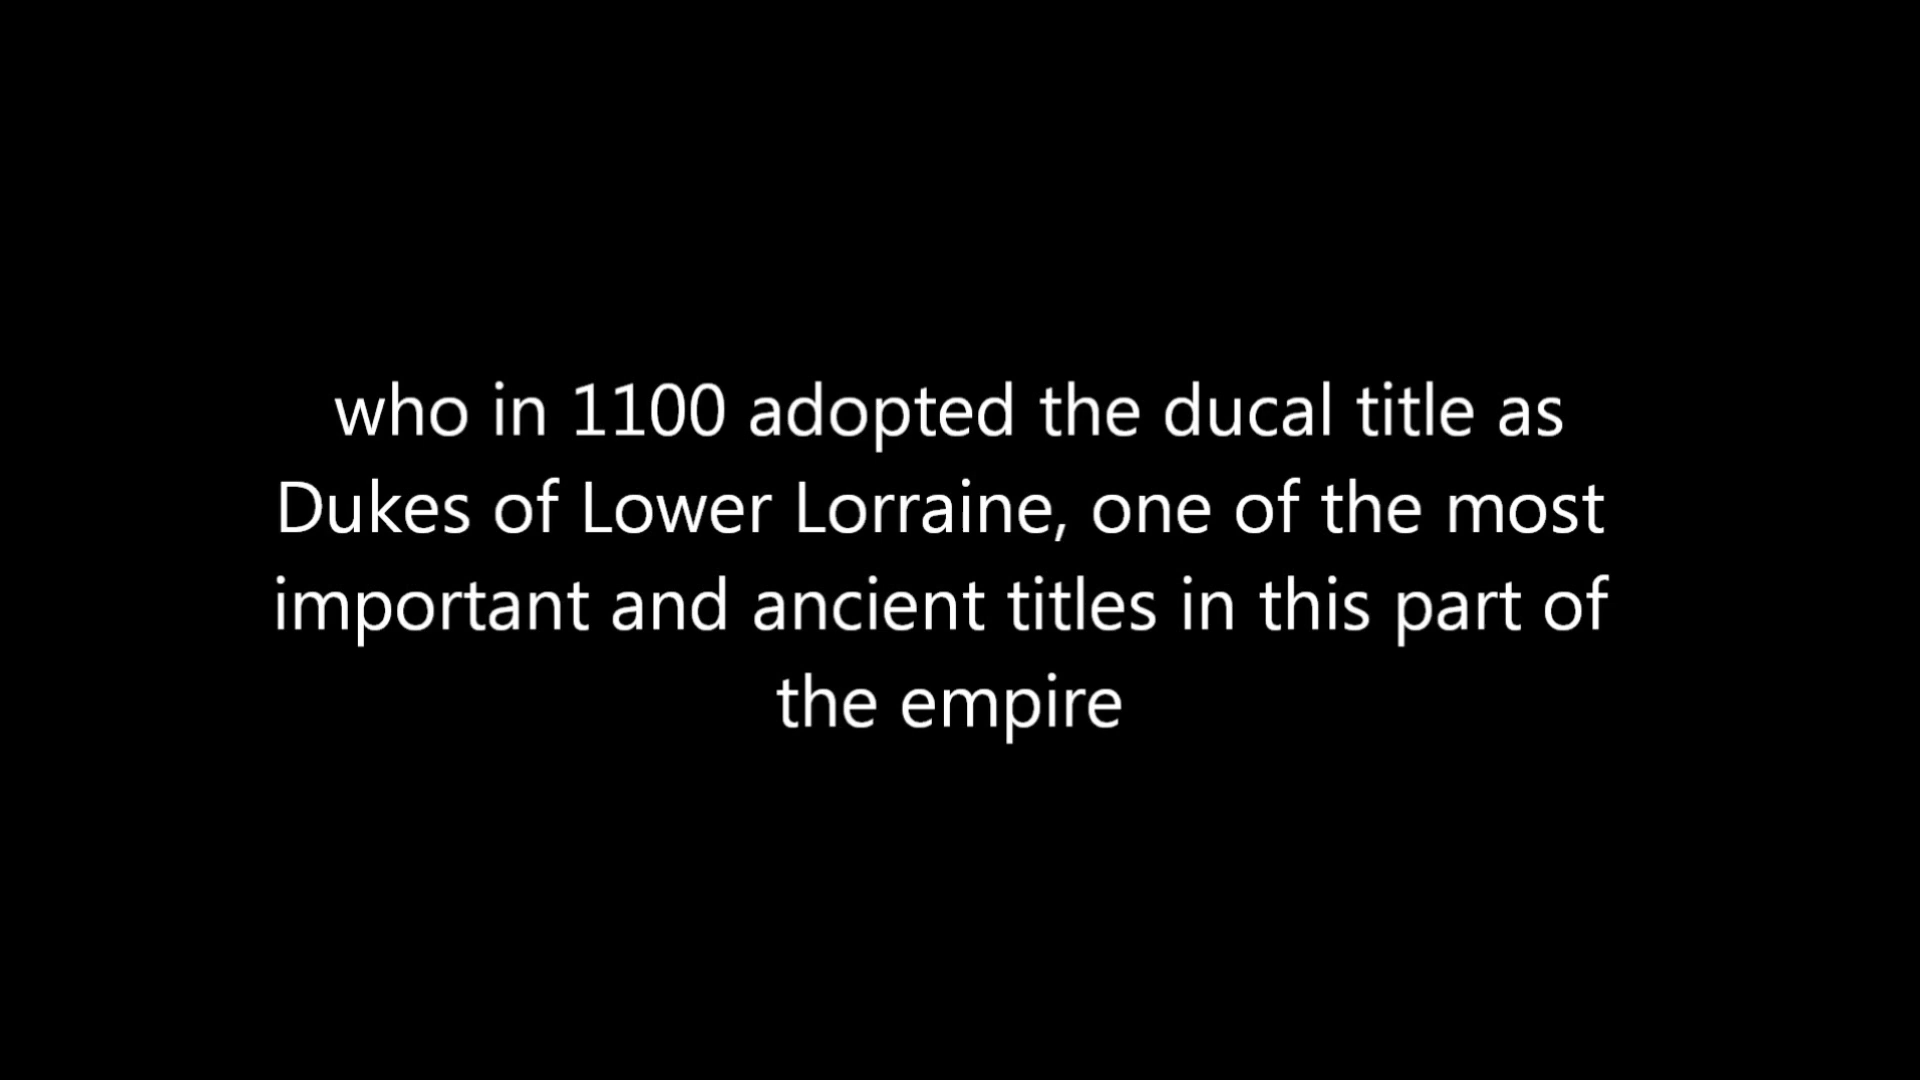 who in 1100 adopted the ducal title as
Dukes of Lower Lorraine, one of the most
important and ancient titles in this part of
the empire